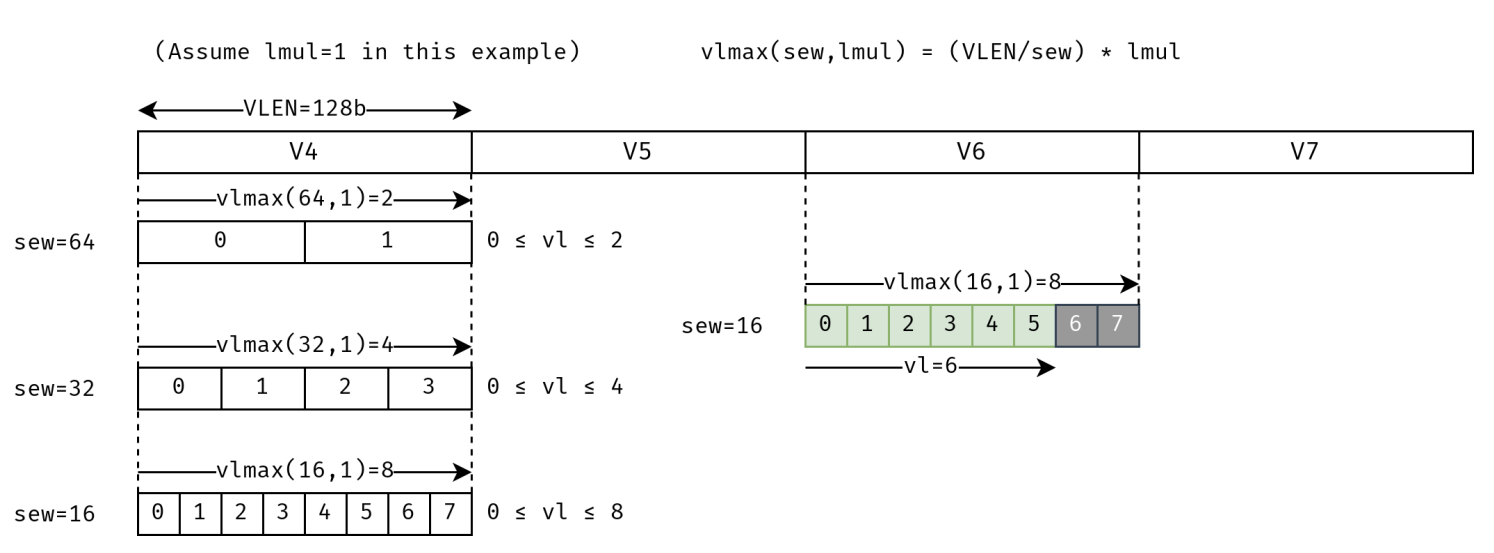 (Assume lmul=1 in this example)
vlmax(sew,lmul) = (VLEN/sew) * lmul
VLEN=128b
V4 V5 V6 V7
vlmax(64,1)=2
sew=64 0 1 0 ≤ vl ≤ 2
vlmax(16,1)=8
sew=16 0 1 2 3 4 5 6 7
vl=6
vlmax(32,1)=4
sew=32 0 1 2 3 0 ≤ vl ≤ 4
vlmax(16,1)=8
sew=16 0 1 2 3 4 5 6 7 0 ≤ vl ≤ 8